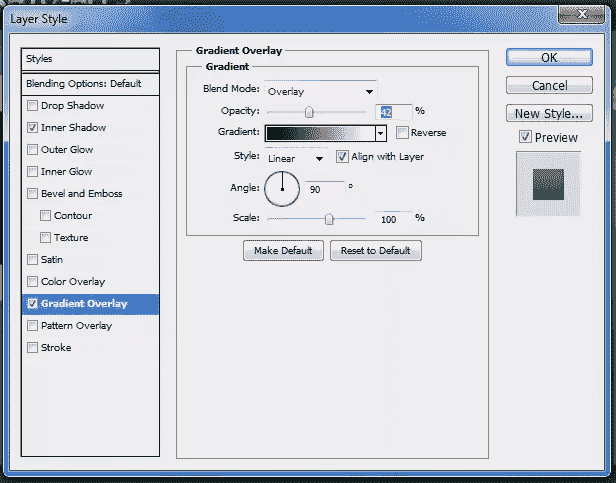 Layer Style
Styles
Blending Options: Default
Drop Shadow
Inner Shadow
Outer Glow
Inner Glow
Bevel and Emboss
Contour
Texture
Satin
Color Overlay
Gradient Overlay
Pattern Overlay
Stroke
Gradient Overlay
Gradient
Blend Mode: Overlay
Opacity: 42 %
Gradient: Reverse
Style: Linear Align with Layer
Angle: 90 °
Scale: 100 %
Make Default Reset to Default
OK
Cancel
New Style...
Preview